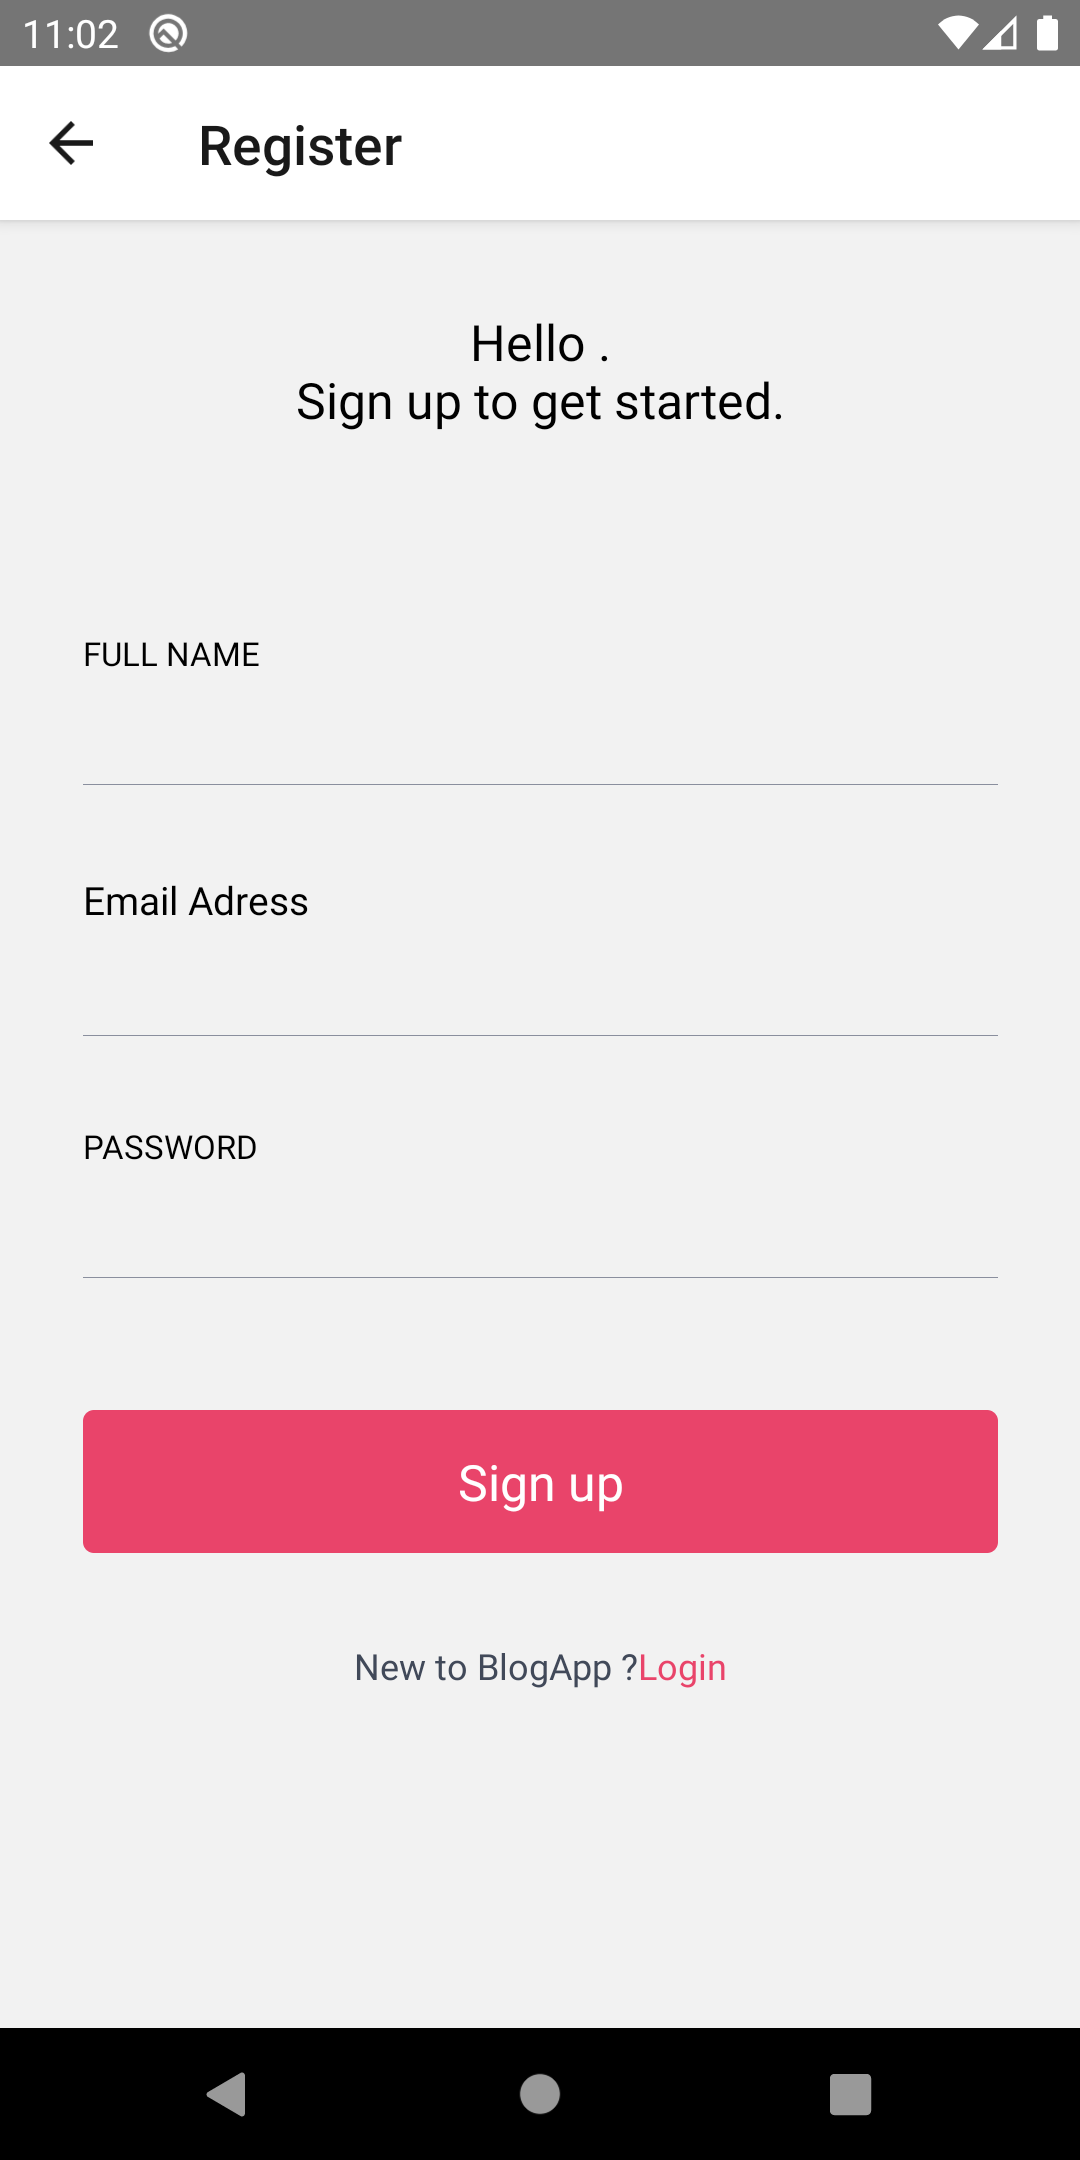 11:02
Register
Hello .
Sign up to get started.
FULL NAME
Email Adress
PASSWORD
Sign up
New to BlogApp ?Login